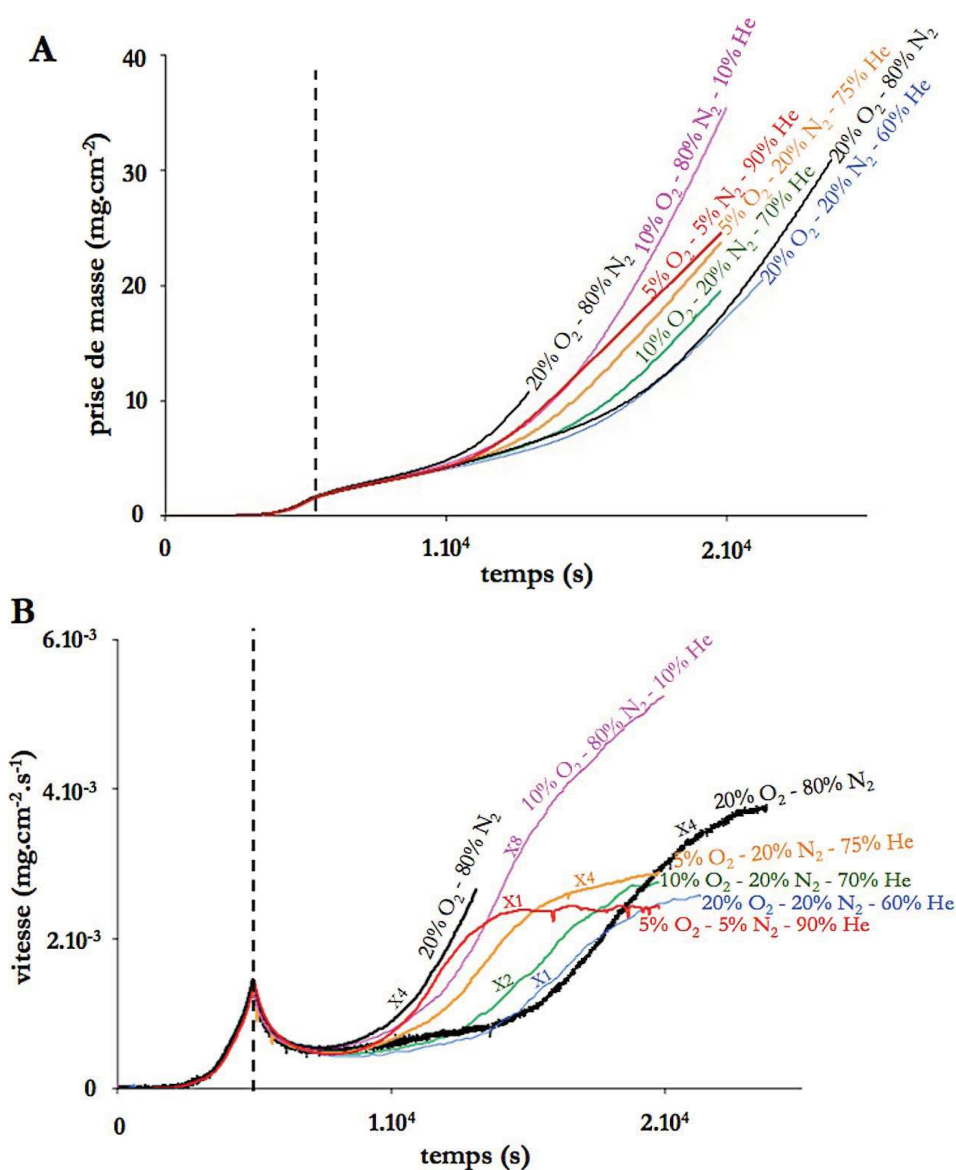 A
40
30
20
10
0
prise de masse (mg.cm⁻²)
20% O₂ - 80% N₂
10% O₂ - 80% N₂ - 10% He
5% O₂ - 5% N₂ - 90% He
5% O₂ - 20% N₂ - 75% He
10% O₂ - 20% N₂ - 70% He
20% O₂ - 80% N₂
20% O₂ - 20% N₂ - 60% He
0
1.10⁴
2.10⁴
temps (s)
B
6.10⁻³
4.10⁻³
2.10⁻³
0
vitesse (mg.cm⁻².s⁻¹)
X4
20% O₂ - 80% N₂
X8
10% O₂ - 80% N₂ - 10% He
X4
20% O₂ - 80% N₂
X4
5% O₂ - 20% N₂ - 75% He
X2
10% O₂ - 20% N₂ - 70% He
X1
20% O₂ - 20% N₂ - 60% He
X1
5% O₂ - 5% N₂ - 90% He
0
1.10⁴
2.10⁴
temps (s)